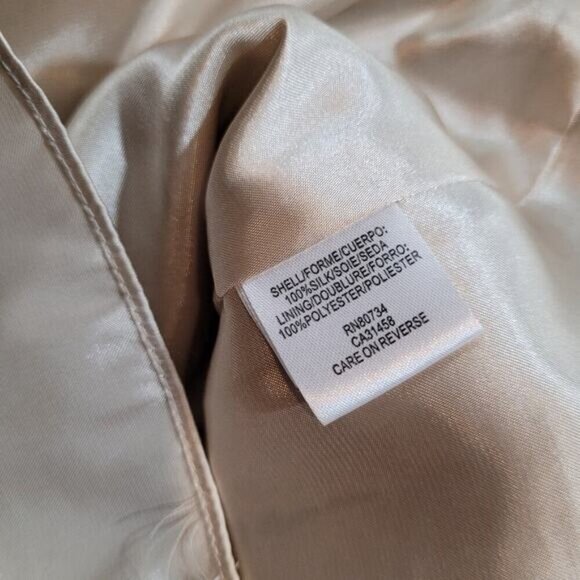 SHELL/FORME/CUERPO:
100%SILK/SOIE/SEDA
LINING/DOUBLURE/FORRO:
100%POLYESTER/POLIESTER
RN80734
CA31458
CARE ON REVERSE